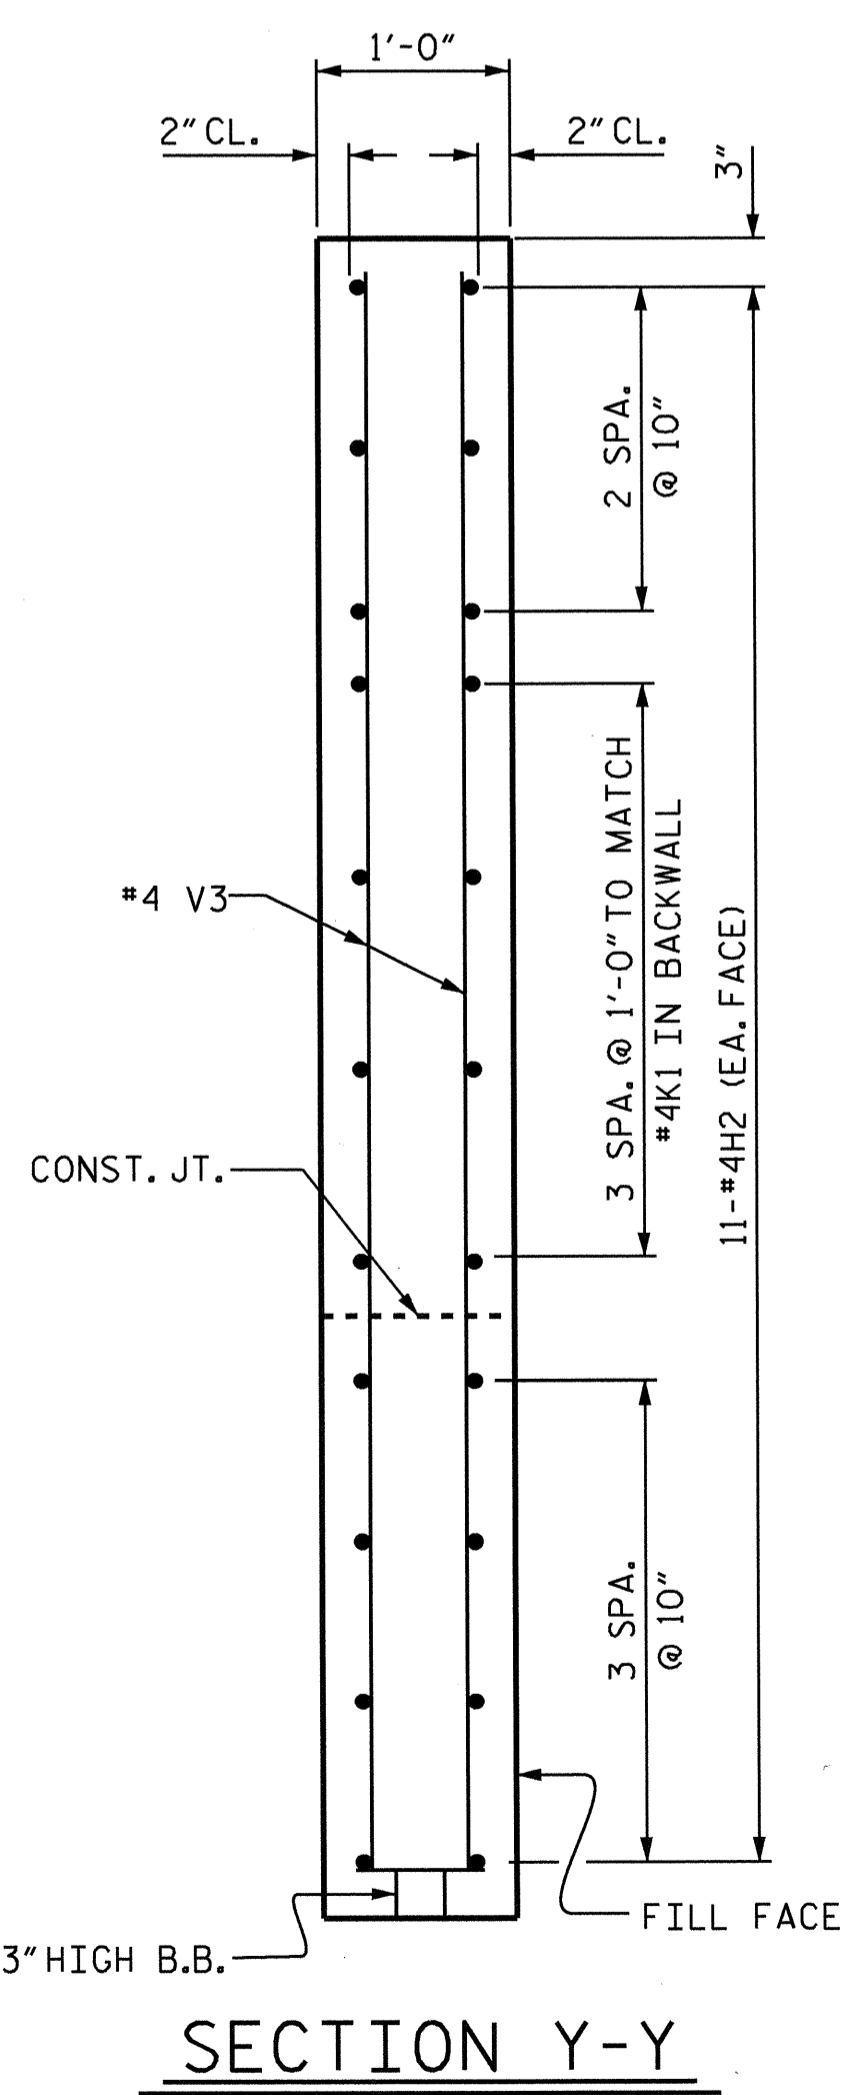 1'-0"
2" CL.
2" CL.
3"
2 SPA.
@ 10"
3 SPA. @ 1'-0" TO MATCH
#4K1 IN BACKWALL
11-#4H2 (EA. FACE)
#4 V3
CONST. JT.
3 SPA.
@ 10"
FILL FACE
3" HIGH B.B.
SECTION Y-Y